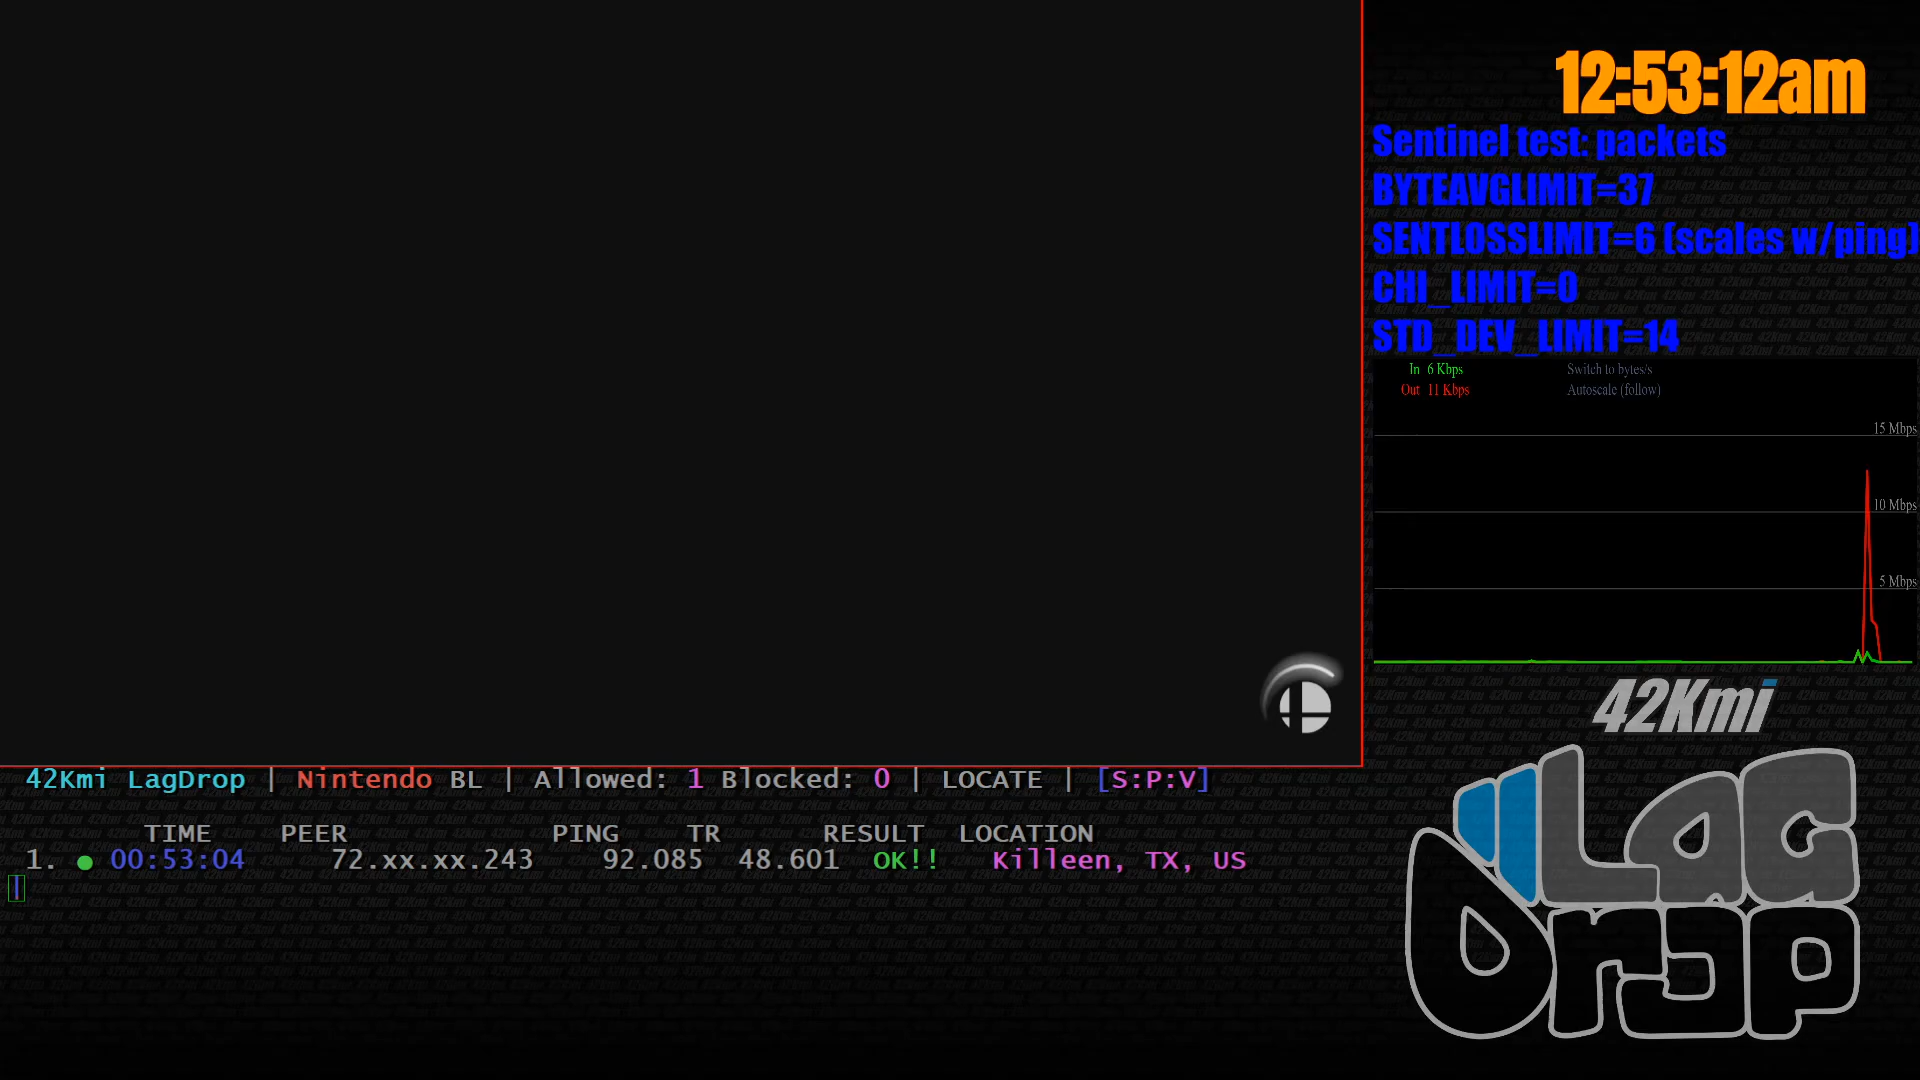 12:53:12am
Sentinel test: packets
BYTEAVGLIMIT=37
SENTLOSSLIMIT=6 (scales w/ping)
CHI_LIMIT=0
STD_DEV_LIMIT=14
In 6 Kbps Switch to bytes/s
Out 11 Kbps Autoscale (follow)
15 Mbps
10 Mbps
5 Mbps
42Kmi
LAG
Drop
42Kmi LagDrop | Nintendo BL | Allowed: 1 Blocked: 0 | LOCATE | [S:P:V]
TIME PEER PING TR RESULT LOCATION
1. ● 00:53:04 72.xx.xx.243 92.085 48.601 OK!! Killeen, TX, US